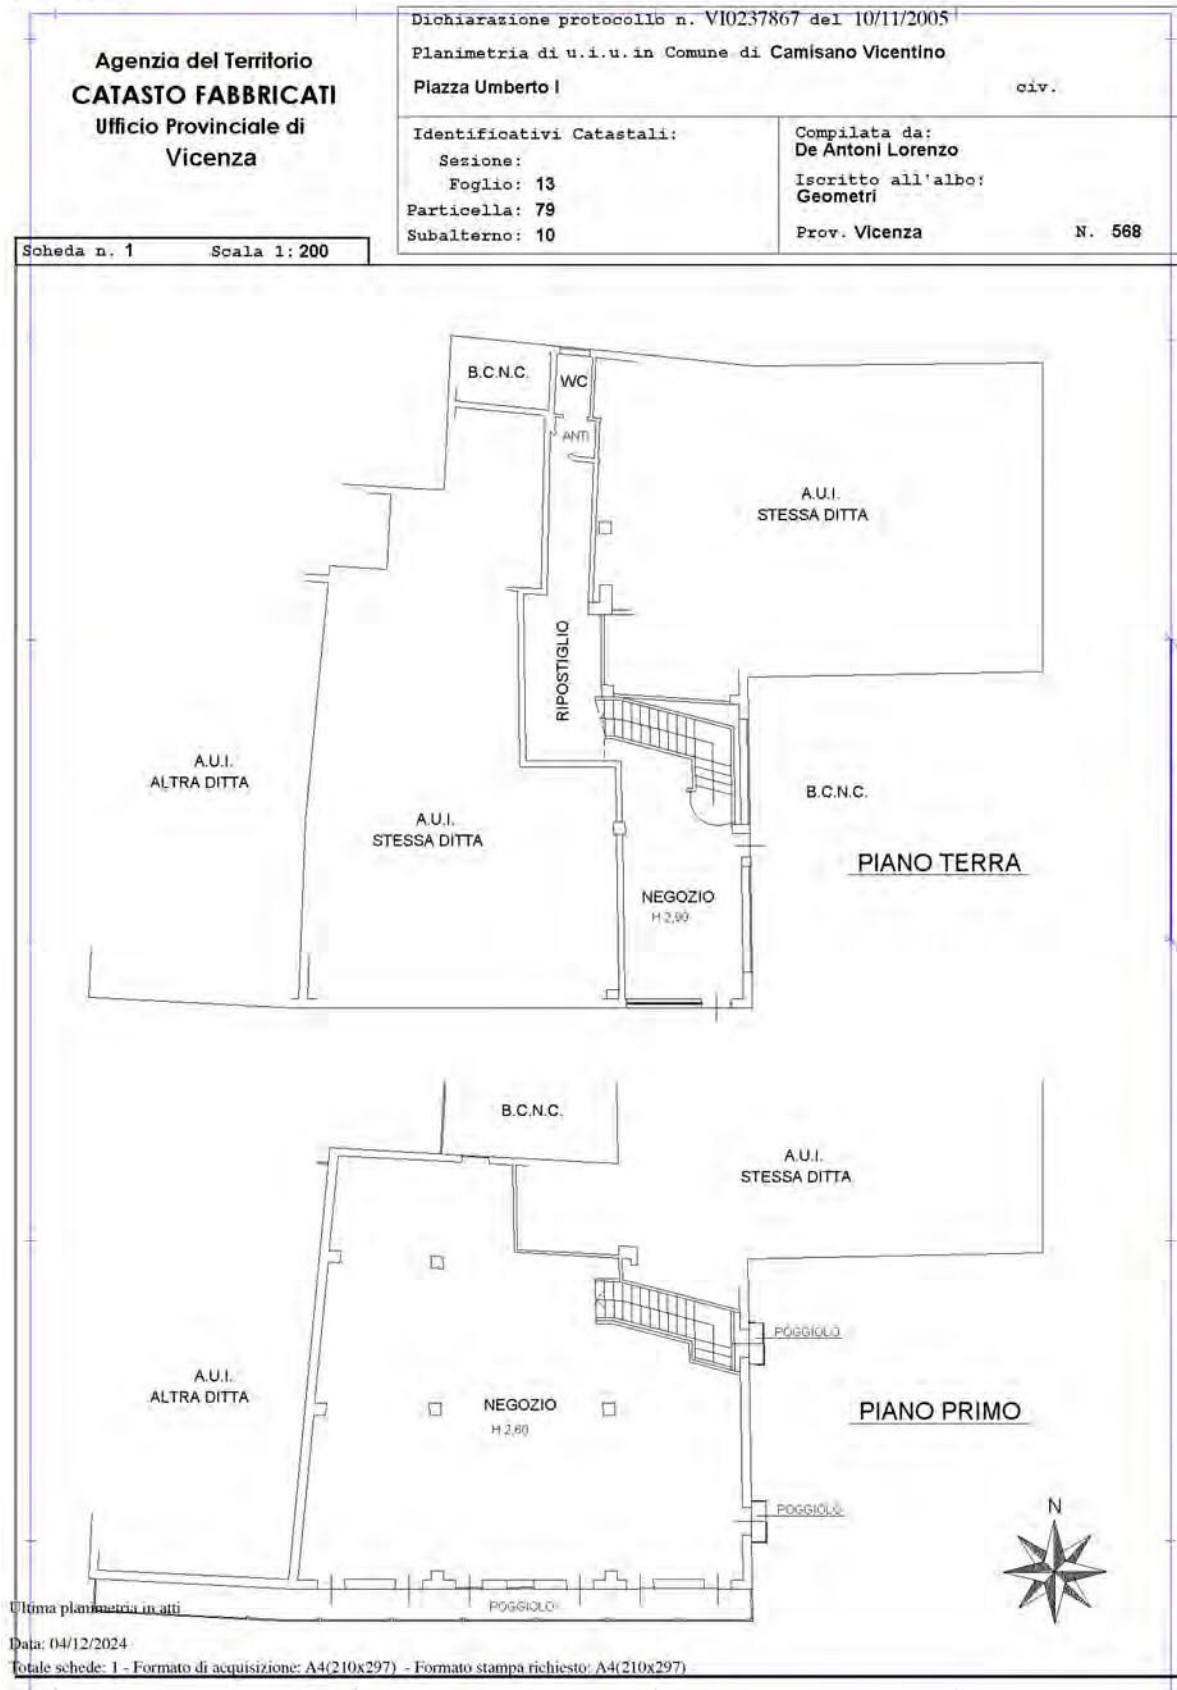 Agenzia del Territorio
CATASTO FABBRICATI
Ufficio Provinciale di
Vicenza
Scheda n. 1 Scala 1: 200
Dichiarazione protocollo n. VI0237867 del 10/11/2005
Planimetria di u.i.u. in Comune di Camisano Vicentino
Piazza Umberto I civ.
Identificativi Catastali:
Sezione:
Foglio: 13
Particella: 79
Subalterno: 10
Compilata da:
De Antoni Lorenzo
Iscritto all'albo:
Geometri
Prov. Vicenza N. 568
B.C.N.C.
WC
ANTI
A.U.I.
STESSA DITTA
RIPOSTIGLIO
A.U.I.
ALTRA DITTA
A.U.I.
STESSA DITTA
B.C.N.C.
PIANO TERRA
NEGOZIO
H 2,90
B.C.N.C.
A.U.I.
STESSA DITTA
POGGIOLO
A.U.I.
ALTRA DITTA
NEGOZIO
H 2,60
PIANO PRIMO
POGGIOLO
N
POGGIOLO
Ultima planimetria in atti
Data: 04/12/2024
Totale schede: 1 - Formato di acquisizione: A4(210x297) - Formato stampa richiesto: A4(210x297)